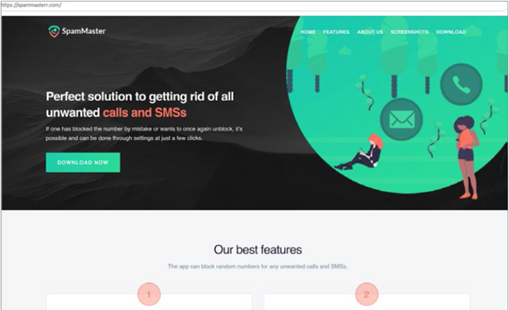 https://spammasterr.com/
SpamMaster
HOME FEATURES ABOUT US SCREENSHOTS DOWNLOAD
Perfect solution to getting rid of all
unwanted calls and SMSs
If one has blocked the number by mistake or wants to once again unblock, it's
possible and can be done through settings at just a few clicks.
DOWNLOAD NOW
Our best features
The app can block random numbers for any unwanted calls and SMSs.
1 2